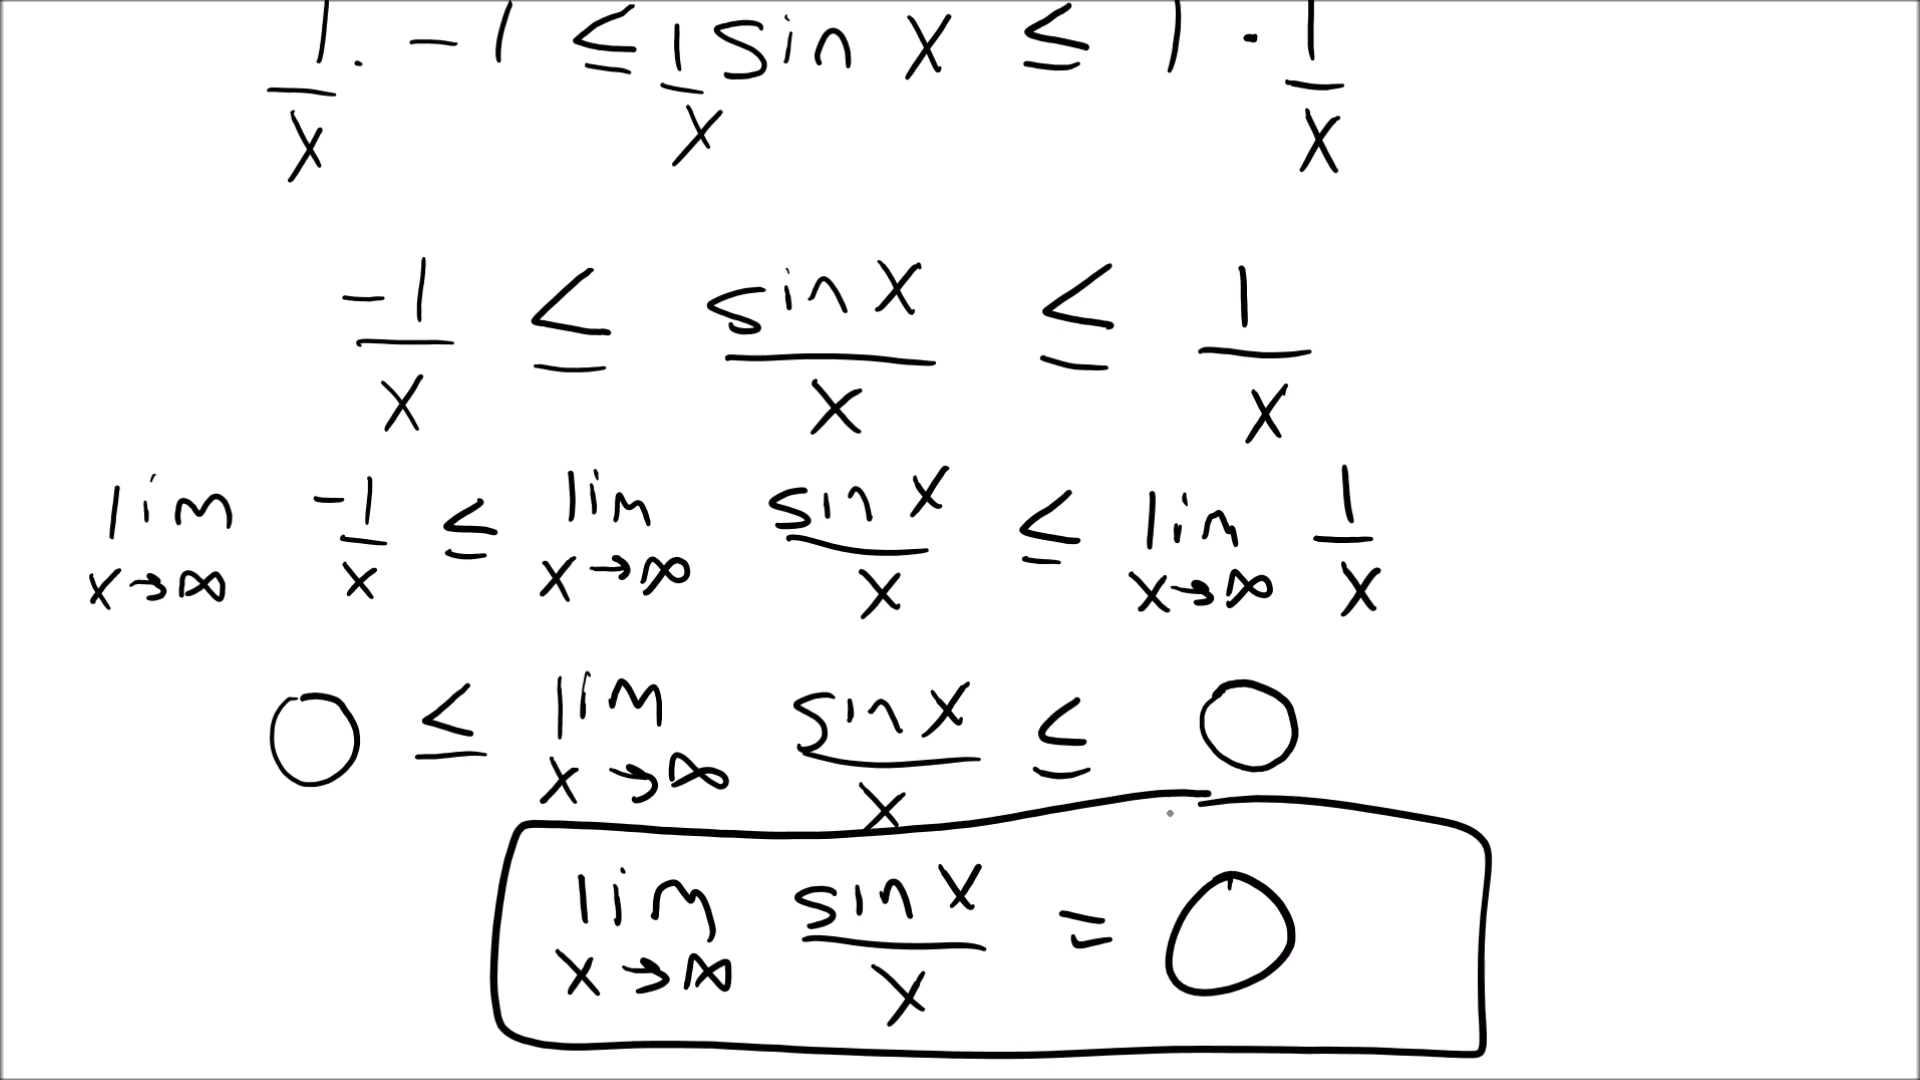 1/x · -1 ≤ 1/x sin x ≤ 1 · 1/x
-1/x ≤ sin x/x ≤ 1/x
lim x→∞ -1/x ≤ lim x→∞ sin x/x ≤ lim x→∞ 1/x
0 ≤ lim x→∞ sin x/x ≤ 0
lim x→∞ sin x/x = 0